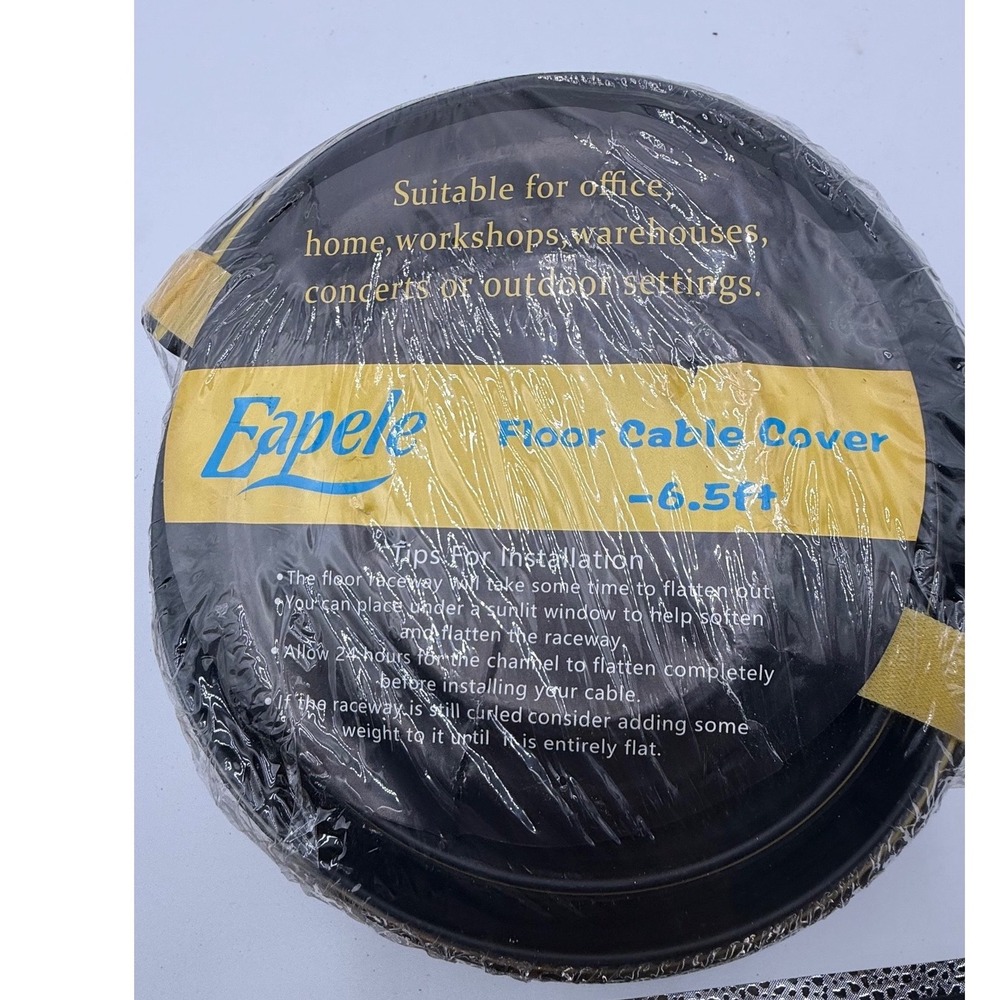 Suitable for office,
home,workshops,warehouses,
concerts or outdoor settings.
Eapele
Floor Cable Cover
-6.5ft
Tips For Installation
•The floor raceway will take some time to flatten out.
•You can place under a sunlit window to help soften
and flatten the raceway.
•Allow 24 hours for the channel to flatten completely
before installing your cable.
•If the raceway is still curled consider adding some
weight to it until it is entirely flat.